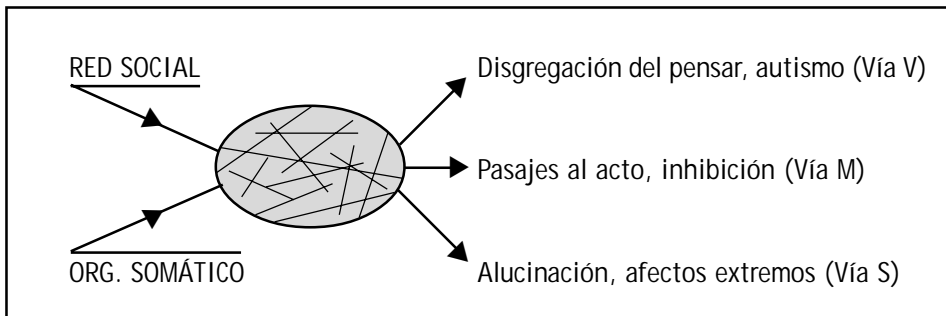 RED SOCIAL
Disgregación del pensar, autismo (Vía V)
Pasajes al acto, inhibición (Vía M)
ORG. SOMÁTICO
Alucinación, afectos extremos (Vía S)